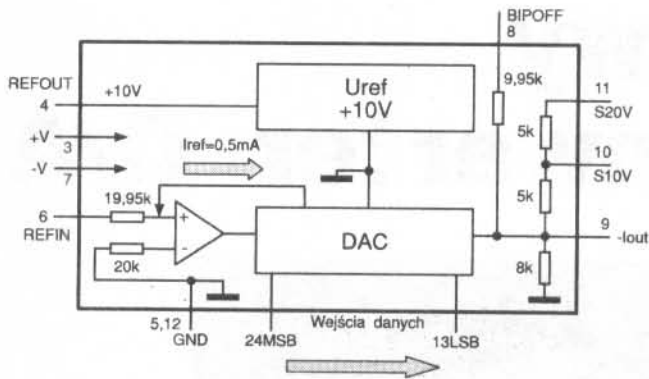 BIPOFF
8
REFOUT
4
+10V
Uref
+10V
9,95k
11
S20V
+V
3
5k
-V
7
Iref=0,5mA
10
S10V
19,95k
5k
6
REFIN
+
-
DAC
9
-Iout
20k
8k
5,12
GND
24MSB
Wejścia danych
13LSB